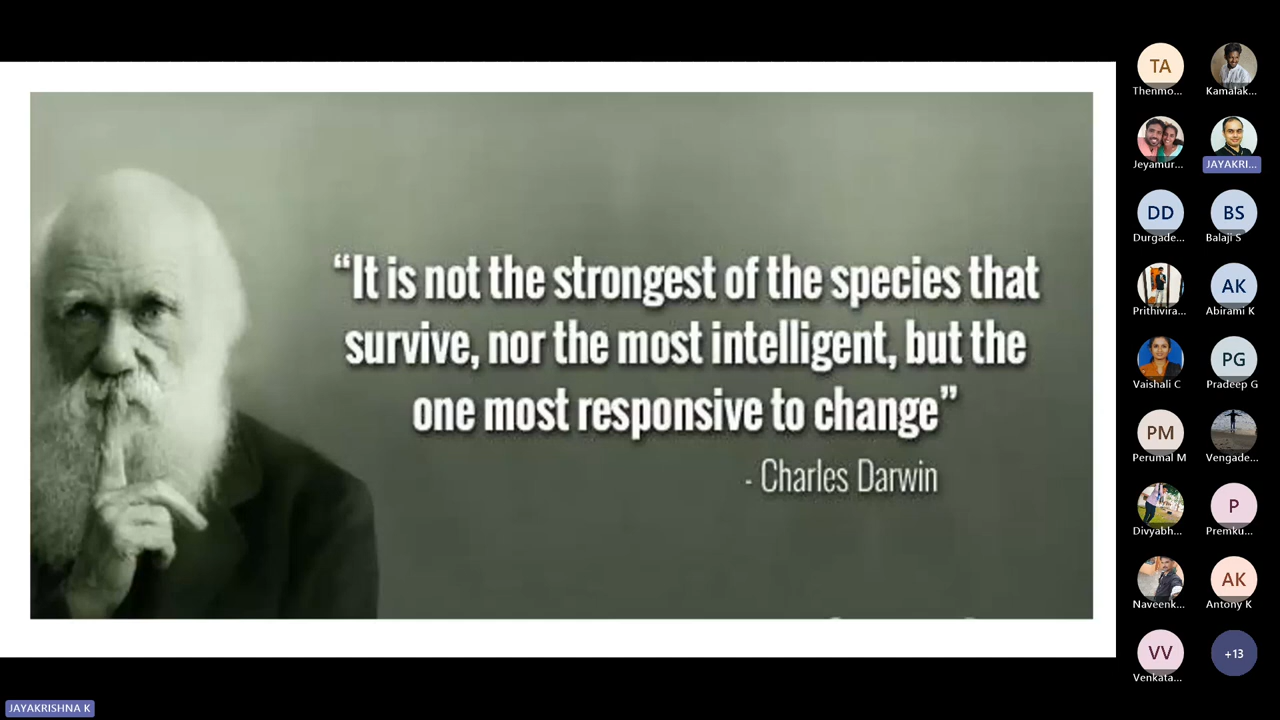 “It is not the strongest of the species that
survive, nor the most intelligent, but the
one most responsive to change”
- Charles Darwin
TA
Thenmo...
Kamalak...
Jeyamur...
JAYAKRI...
DD
Durgade...
BS
Balaji S
Prithivira...
AK
Abirami K
Vaishali C
PG
Pradeep G
PM
Perumal M
Vengade...
Divyabh...
P
Premku...
Naveenk...
AK
Antony K
VV
Venkata...
+13
JAYAKRISHNA K